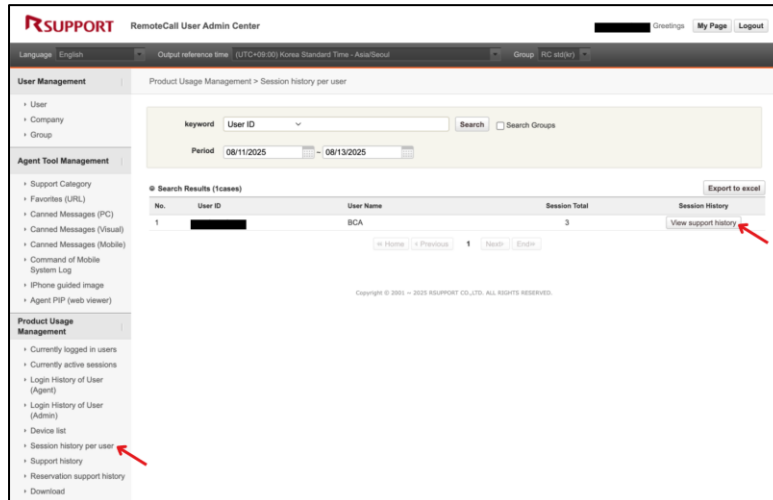 RSUPPORT RemoteCall User Admin Center Greetings My Page Logout
Language English Output reference time (UTC+09:00) Korea Standard Time - Asia/Seoul Group RC std(kr)
User Management
User
Company
Group
Agent Tool Management
Support Category
Favorites (URL)
Canned Messages (PC)
Canned Messages (Visual)
Canned Messages (Mobile)
Command of Mobile
System Log
IPhone guided image
Agent PIP (web viewer)
Product Usage
Management
Currently logged in users
Currently active sessions
Login History of User
(Agent)
Login History of User
(Admin)
Device list
Session history per user
Support history
Reservation support history
Download
Product Usage Management > Session history per user
keyword User ID Search Search Groups
Period 08/11/2025 ~ 08/13/2025
Search Results (1cases) Export to excel
No. User ID User Name Session Total Session History
1 BCA 3 View support history
Home Previous 1 Next End
Copyright © 2001 ~ 2025 RSUPPORT CO.,LTD. ALL RIGHTS RESERVED.